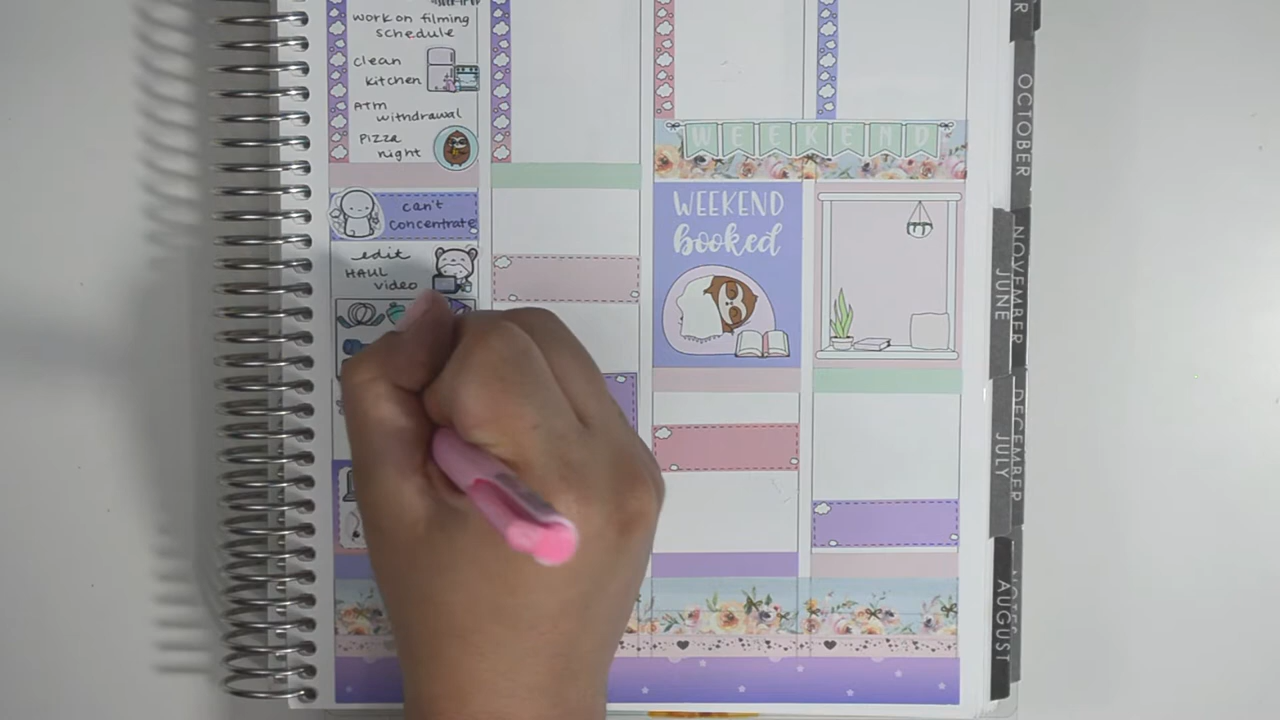 work on filming
schedule
clean
kitchen
ATM
withdrawal
pizza
night
can't
concentrate
edit
HAUL
video
WEEKEND
WEEKEND
booked
OCTOBER
NOVEMBER
JUNE
DECEMBER
JULY
NOTES
AUGUST